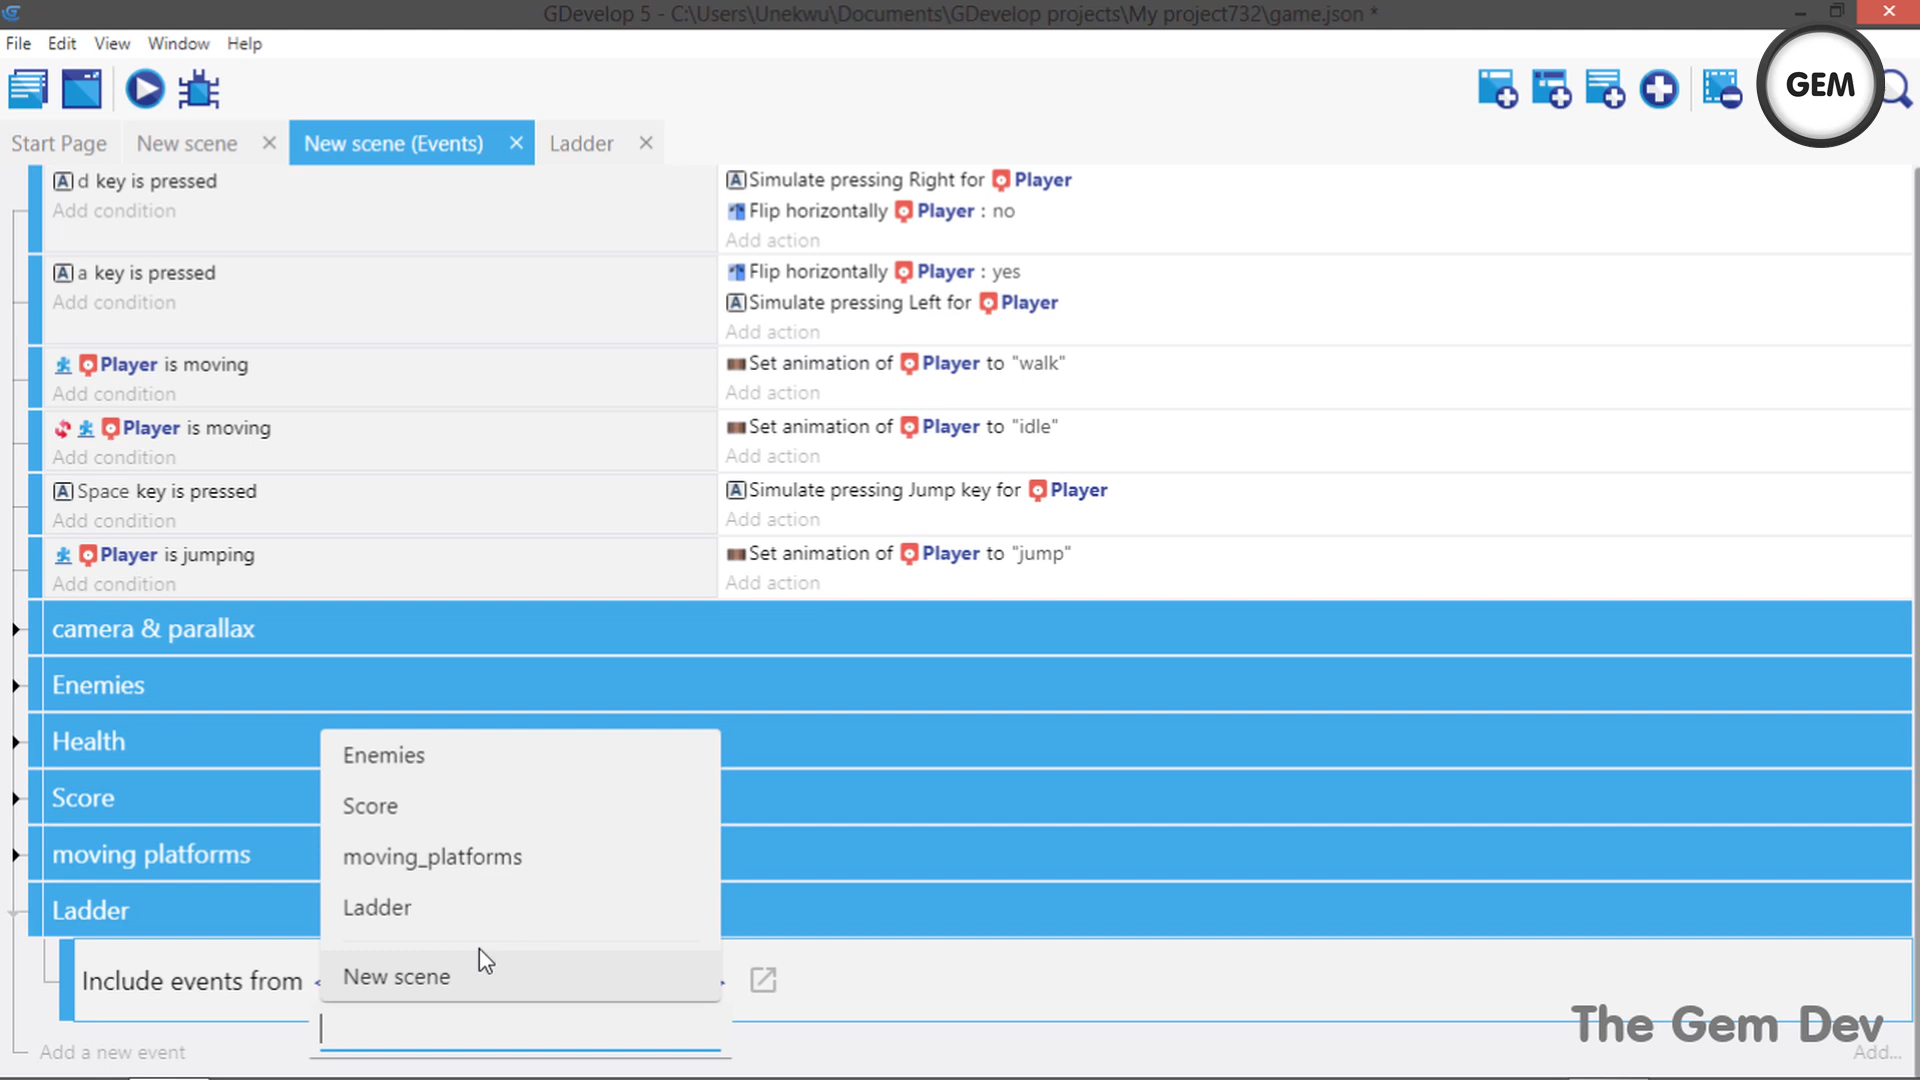 GDevelop 5 - C:\Users\Unekwu\Documents\GDevelop projects\My project732\game.json *
File Edit View Window Help
GEM
Start Page New scene New scene (Events) Ladder
d key is pressed
Add condition
Simulate pressing Right for Player
Flip horizontally Player : no
Add action
a key is pressed
Add condition
Flip horizontally Player : yes
Simulate pressing Left for Player
Add action
Player is moving
Add condition
Set animation of Player to "walk"
Add action
Player is moving
Add condition
Set animation of Player to "idle"
Add action
Space key is pressed
Add condition
Simulate pressing Jump key for Player
Add action
Player is jumping
Add condition
Set animation of Player to "jump"
Add action
camera & parallax
Enemies
Health
Score
moving platforms
Ladder
Enemies
Score
moving_platforms
Ladder
New scene
Include events from
The Gem Dev
Add a new event
Add...